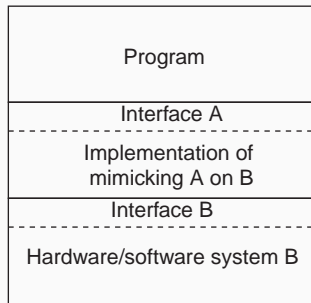 Program
Interface A
Implementation of
mimicking A on B
Interface B
Hardware/software system B